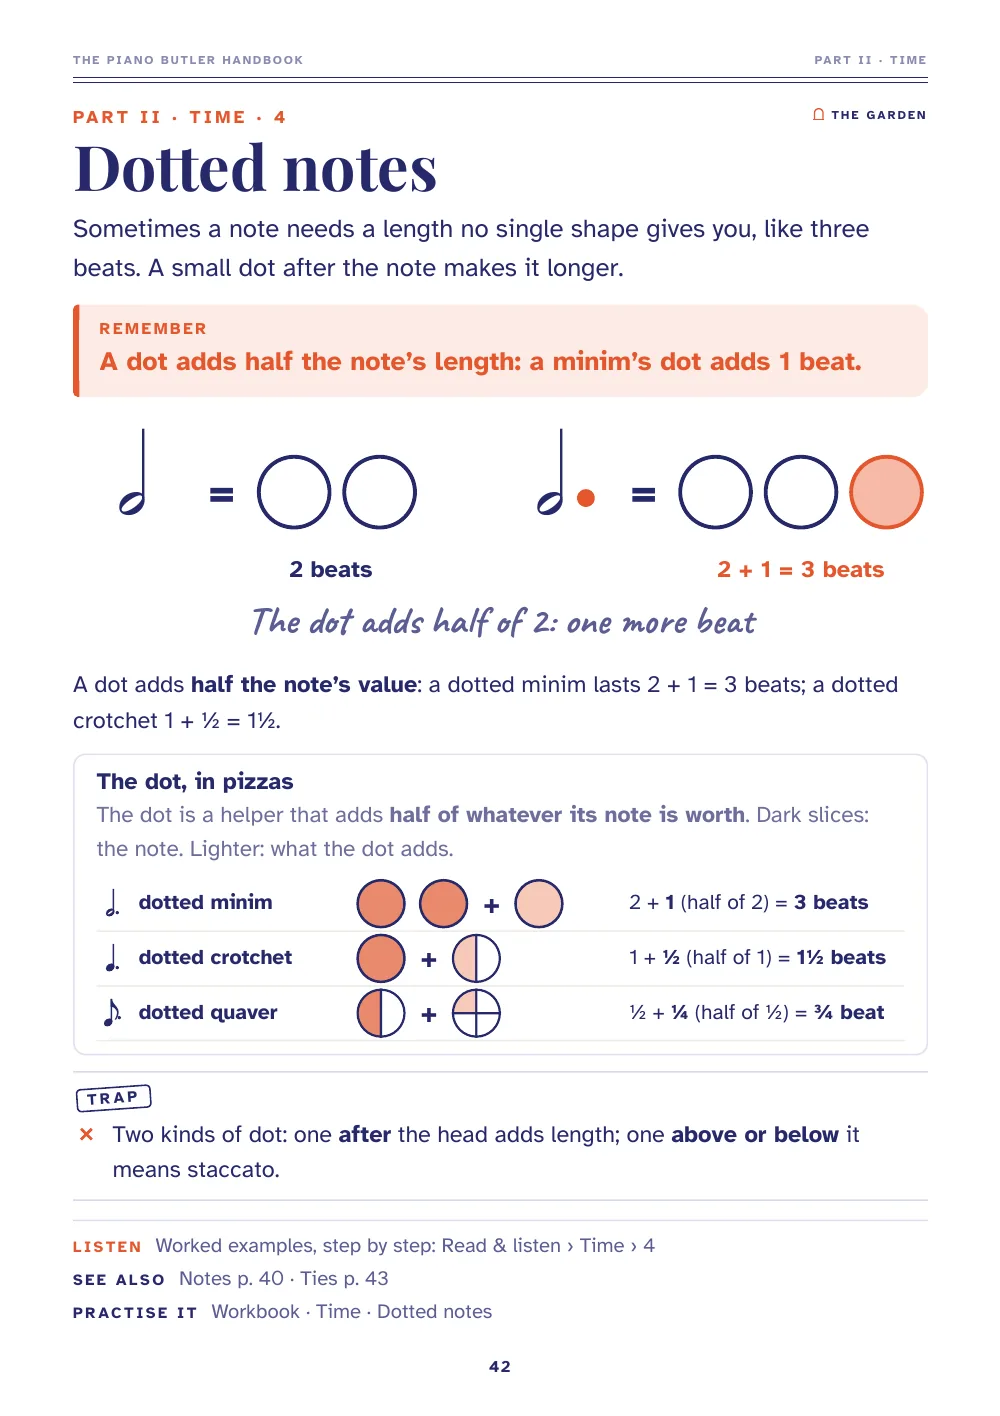 THE PIANO BUTLER HANDBOOK
PART II · TIME
PART II · TIME · 4
THE GARDEN
Dotted notes
Sometimes a note needs a length no single shape gives you, like three
beats. A small dot after the note makes it longer.
REMEMBER
A dot adds half the note’s length: a minim’s dot adds 1 beat.
=
=
2 beats
2 + 1 = 3 beats
The dot adds half of 2: one more beat
A dot adds half the note’s value: a dotted minim lasts 2 + 1 = 3 beats; a dotted
crotchet 1 + ½ = 1½.
The dot, in pizzas
The dot is a helper that adds half of whatever its note is worth. Dark slices:
the note. Lighter: what the dot adds.
dotted minim + 2 + 1 (half of 2) = 3 beats
dotted crotchet + 1 + ½ (half of 1) = 1½ beats
dotted quaver + ½ + ¼ (half of ½) = ¾ beat
TRAP
× Two kinds of dot: one after the head adds length; one above or below it
means staccato.
LISTEN Worked examples, step by step: Read & listen › Time › 4
SEE ALSO Notes p. 40 · Ties p. 43
PRACTISE IT Workbook · Time · Dotted notes
42